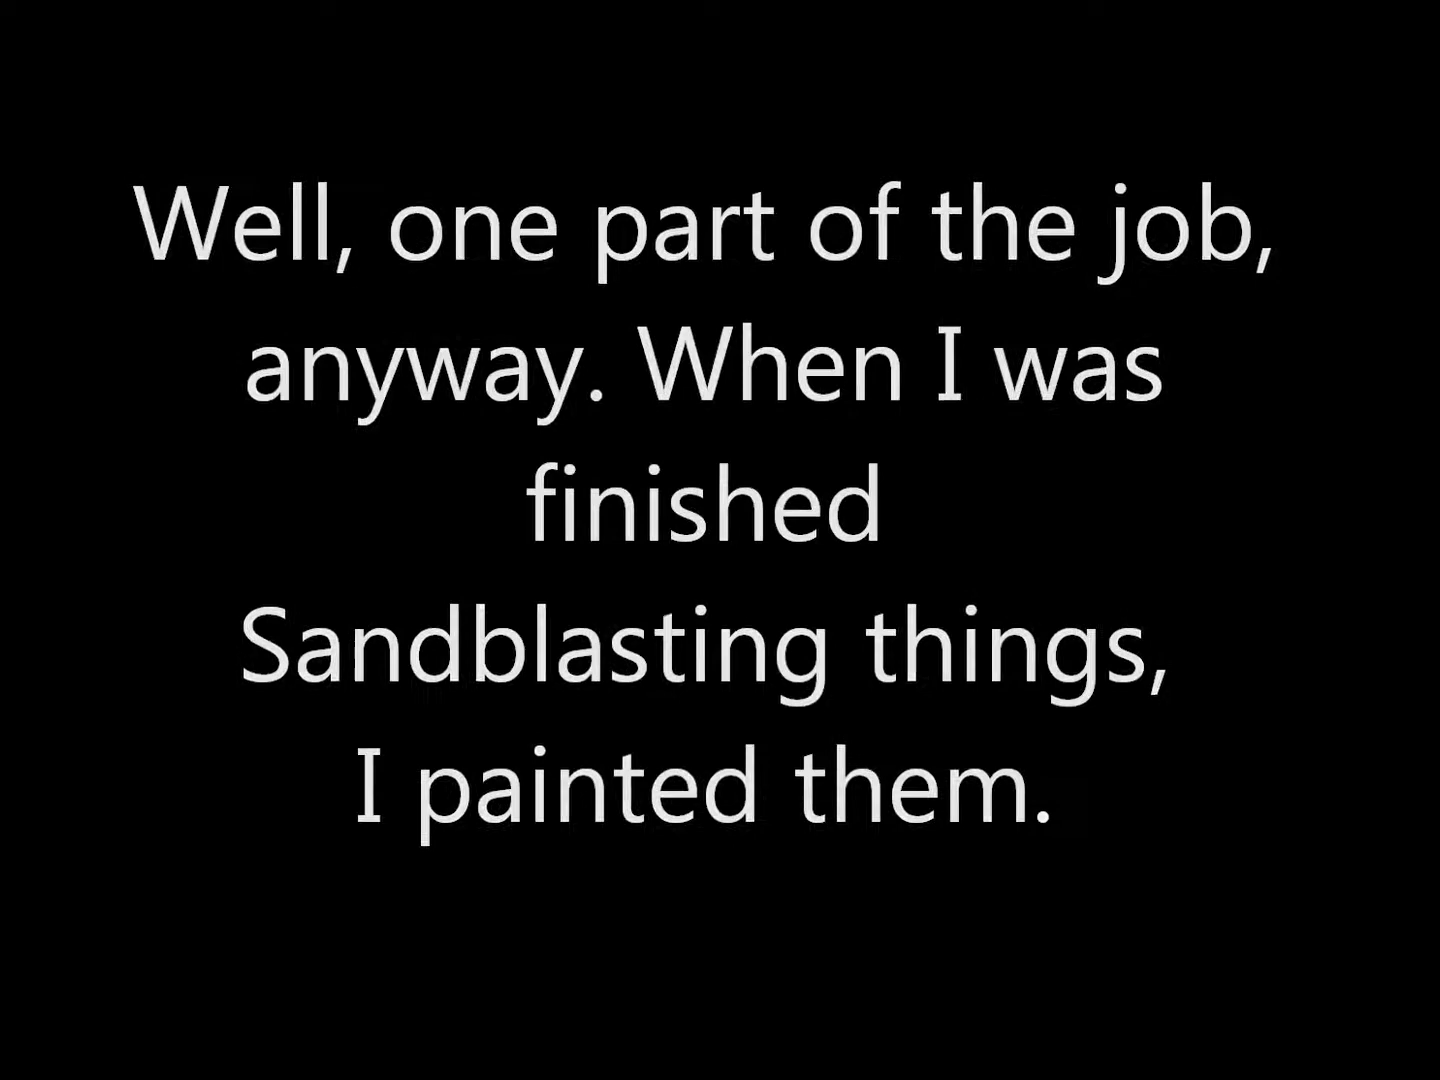 Well, one part of the job,
anyway. When I was
finished
Sandblasting things,
I painted them.